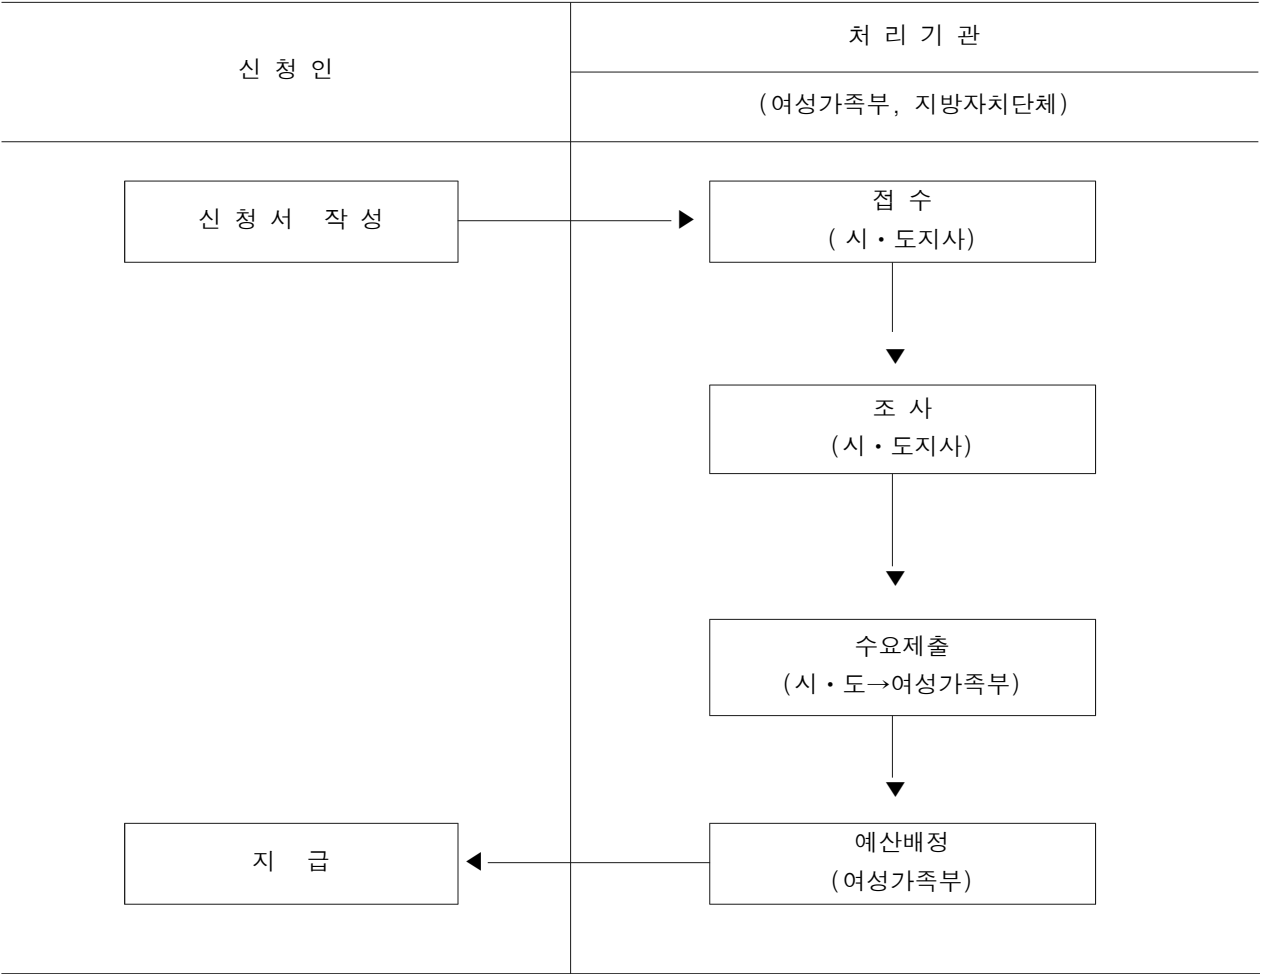 신 청 인
처 리 기 관
(여성가족부, 지방자치단체)
신 청 서 작 성
접 수
( 시·도지사)
조 사
(시·도지사)
수요제출
(시·도→여성가족부)
예산배정
(여성가족부)
지 급